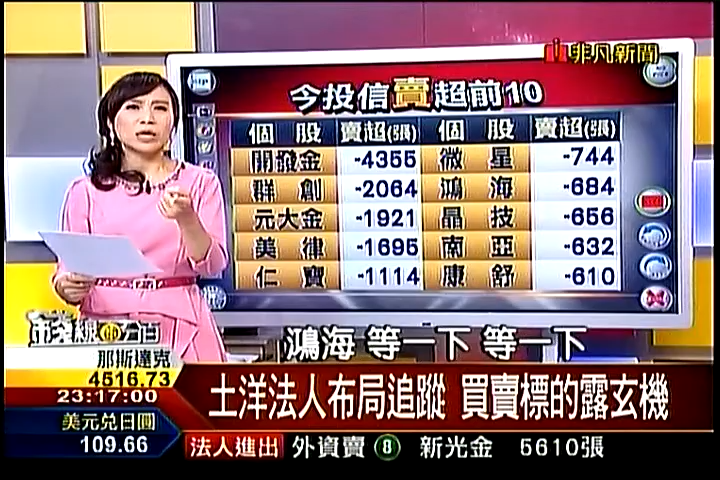 非凡新聞
今投信賣超前10
個股 賣超(張) 個股 賣超(張)
開發金 -4355 微星 -744
群創 -2064 鴻海 -684
元大金 -1921 晶技 -656
美律 -1695 南亞 -632
仁寶 -1114 康舒 -610
鴻海 等一下 等一下
那斯達克
4516.73
23:17:00
土洋法人布局追蹤 買賣標的露玄機
美元兌日圓
109.66
法人進出 外資賣 8 新光金 5610張